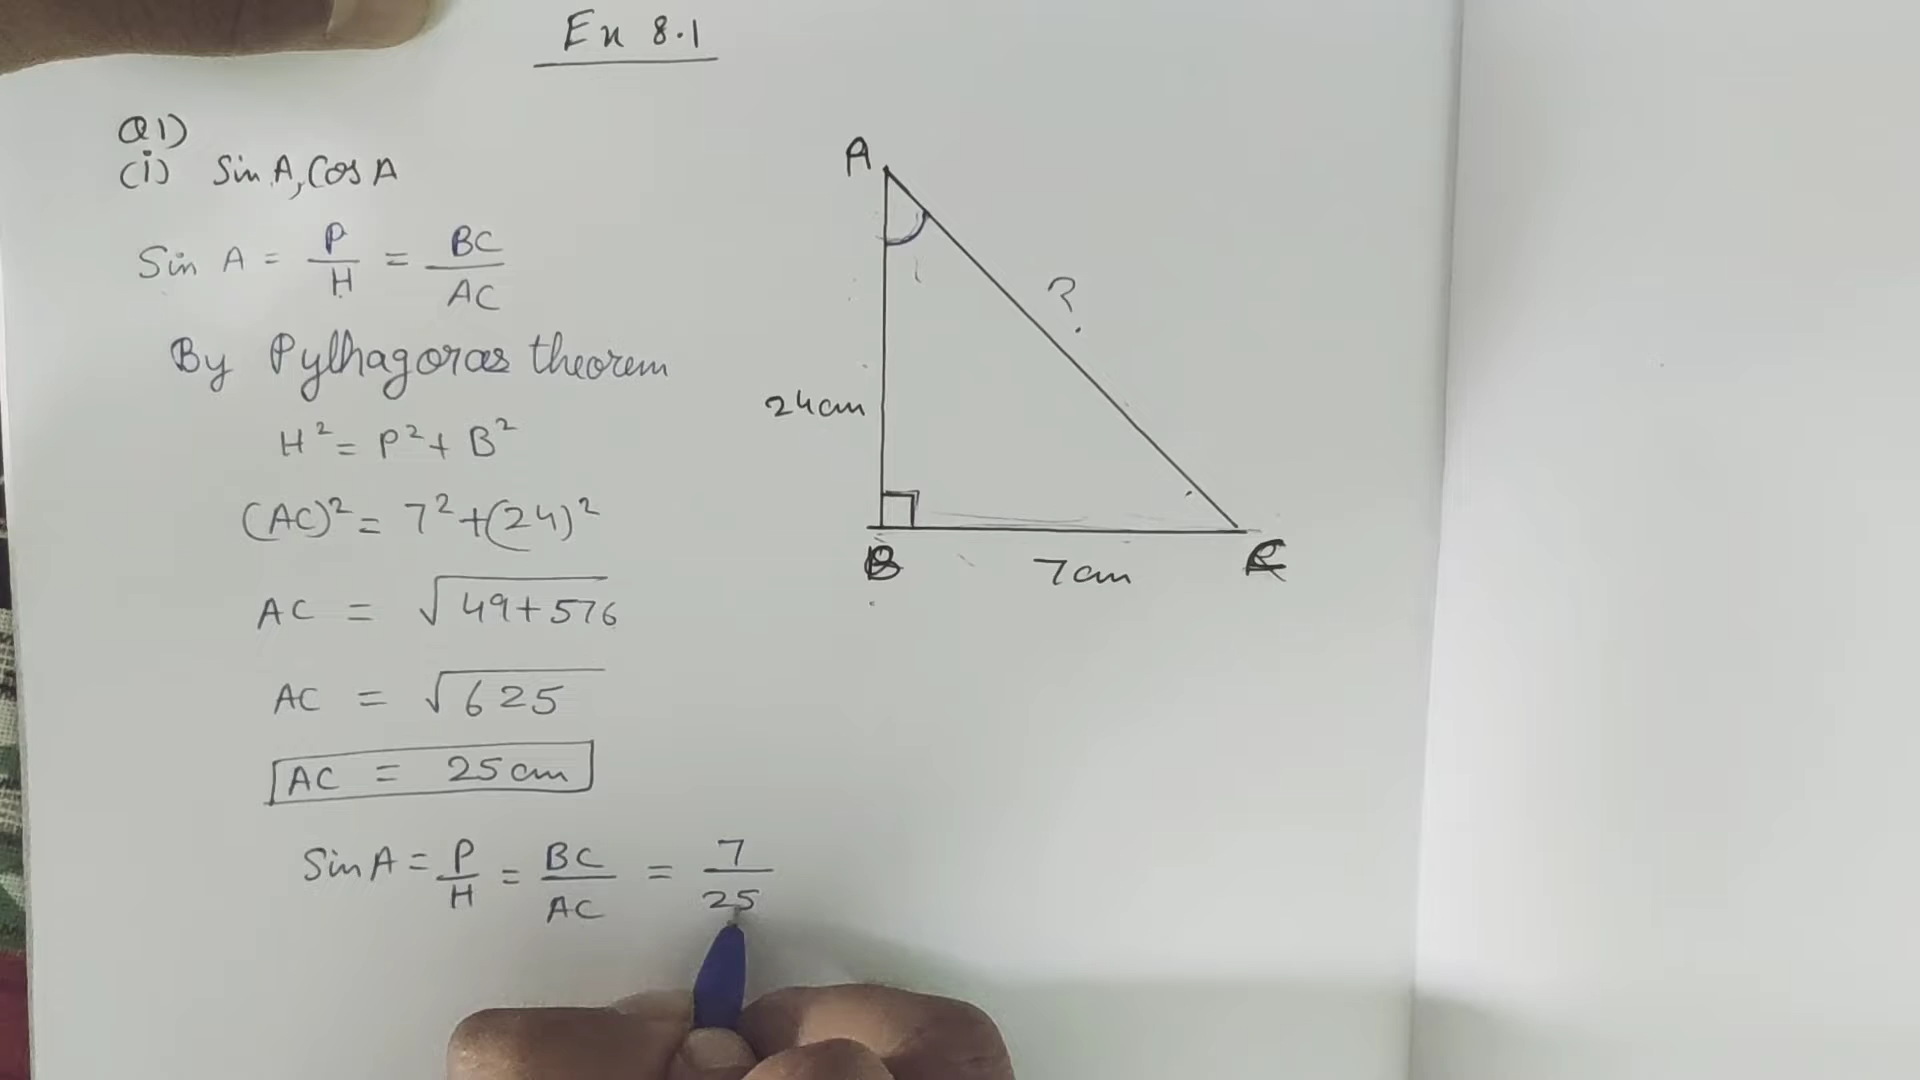 Ex 8.1
Q1)
(i) Sin A, Cos A
Sin A = P/H = BC/AC
By Pythagoras theorem
H² = P² + B²
(AC)² = 7² + (24)²
AC = √49+576
AC = √625
AC = 25 cm
Sin A = P/H = BC/AC = 7/25
A
?
24cm
B
7cm
C